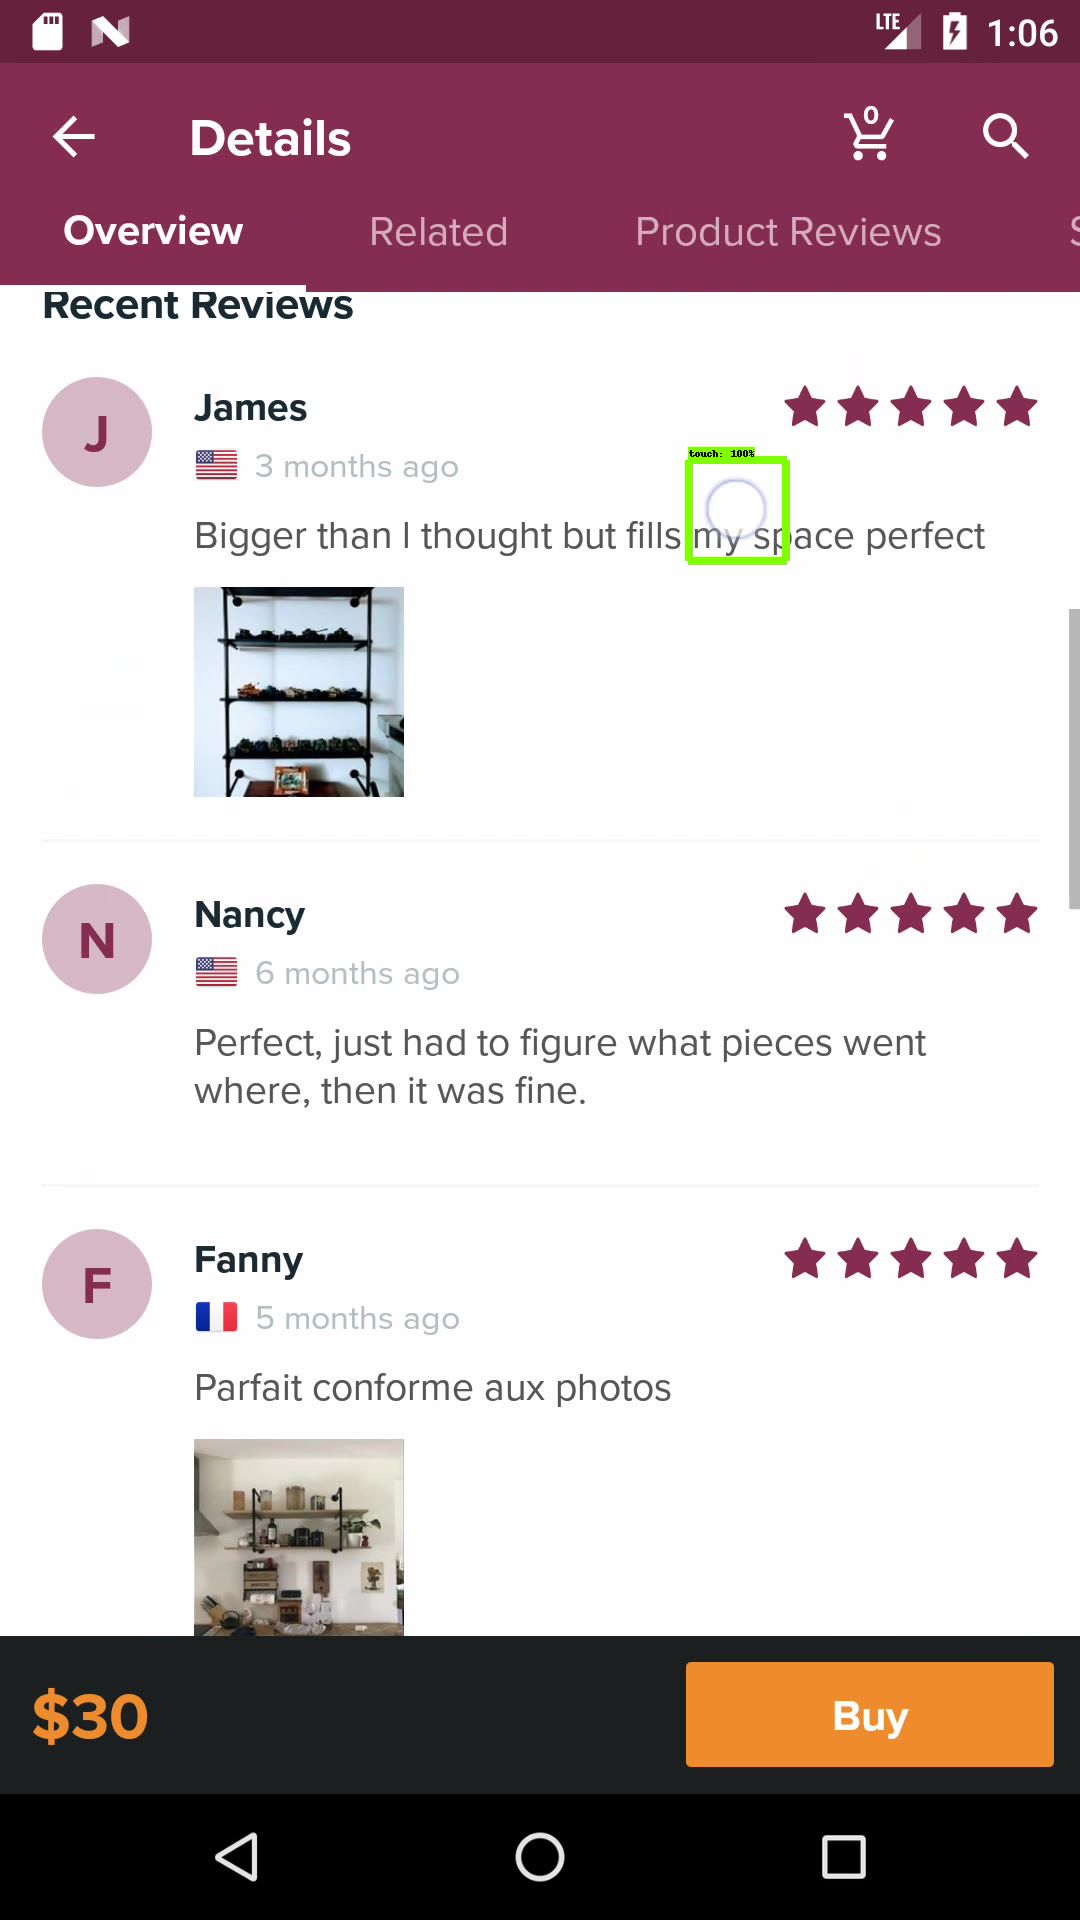 LTE 1:06
Details
0
Overview Related Product Reviews S
Recent Reviews
J
James
3 months ago
touch: 100%
Bigger than I thought but fills my space perfect
N
Nancy
6 months ago
Perfect, just had to figure what pieces went
where, then it was fine.
F
Fanny
5 months ago
Parfait conforme aux photos
$30
Buy